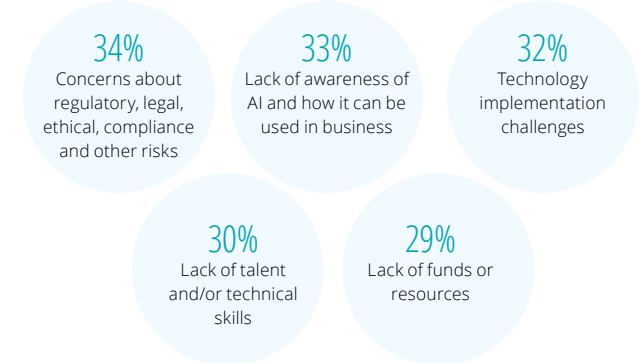 34%
Concerns about
regulatory, legal,
ethical, compliance
and other risks
33%
Lack of awareness of
AI and how it can be
used in business
32%
Technology
implementation
challenges
30%
Lack of talent
and/or technical
skills
29%
Lack of funds or
resources